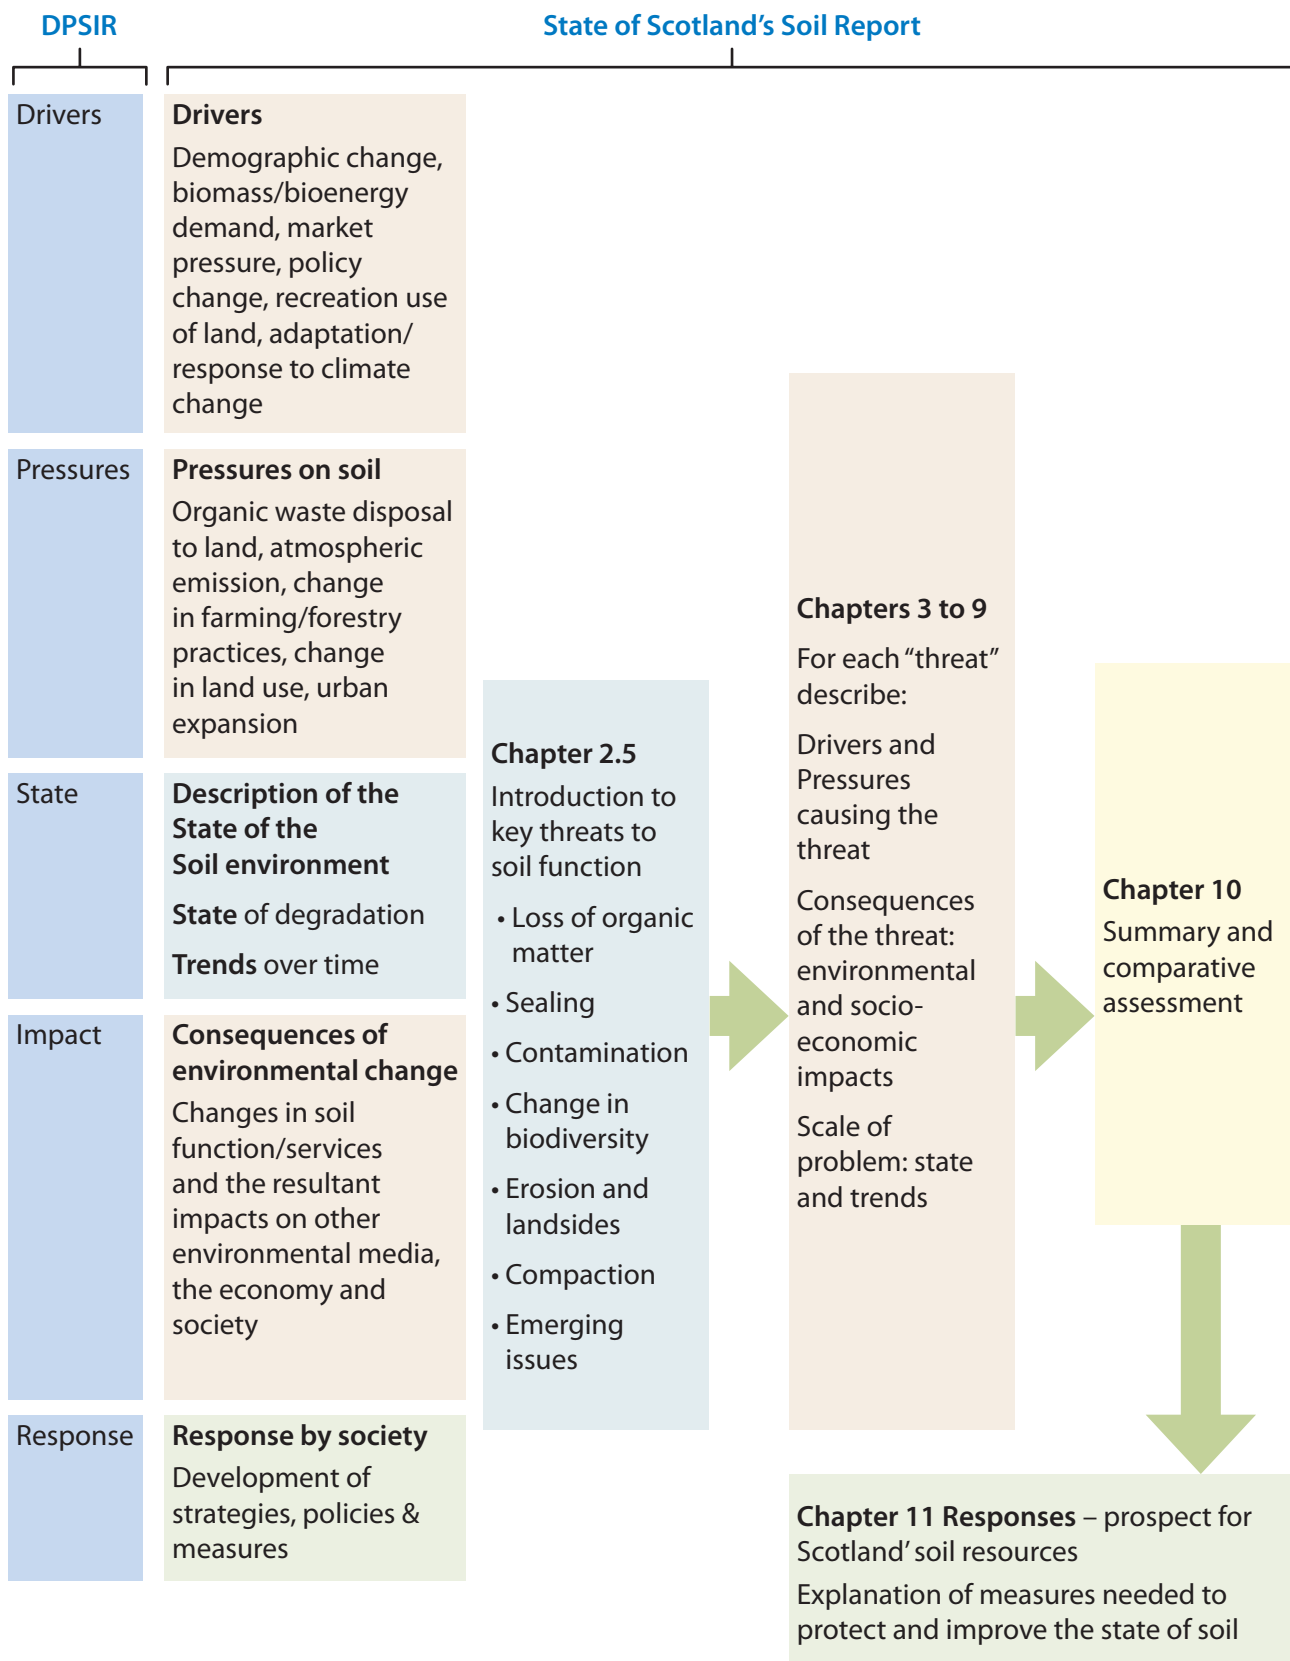 DPSIR
State of Scotland’s Soil Report
Drivers
Drivers
Demographic change,
biomass/bioenergy
demand, market
pressure, policy
change, recreation use
of land, adaptation/
response to climate
change
Pressures
Pressures on soil
Organic waste disposal
to land, atmospheric
emission, change
in farming/forestry
practices, change
in land use, urban
expansion
State
Description of the
State of the
Soil environment
State of degradation
Trends over time
Impact
Consequences of
environmental change
Changes in soil
function/services
and the resultant
impacts on other
environmental media,
the economy and
society
Response
Response by society
Development of
strategies, policies &
measures
Chapter 2.5
Introduction to
key threats to
soil function
• Loss of organic
matter
• Sealing
• Contamination
• Change in
biodiversity
• Erosion and
landsides
• Compaction
• Emerging
issues
Chapters 3 to 9
For each “threat”
describe:
Drivers and
Pressures
causing the
threat
Consequences
of the threat:
environmental
and socio-
economic
impacts
Scale of
problem: state
and trends
Chapter 10
Summary and
comparative
assessment
Chapter 11 Responses – prospect for
Scotland’ soil resources
Explanation of measures needed to
protect and improve the state of soil